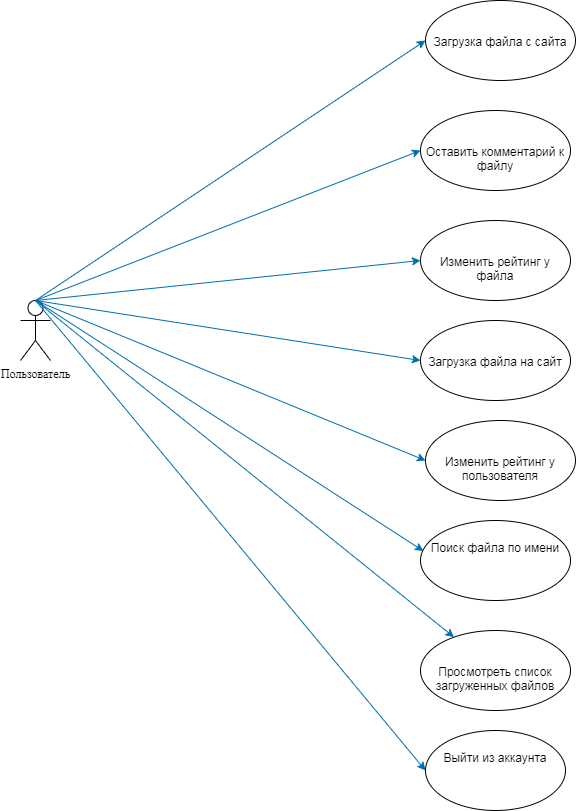 Загрузка файла с сайта
Оставить комментарий к
файлу
Изменить рейтинг у
файла
Загрузка файла на сайт
Пользователь
Изменить рейтинг у
пользователя
Поиск файла по имени
Просмотреть список
загруженных файлов
Выйти из аккаунта